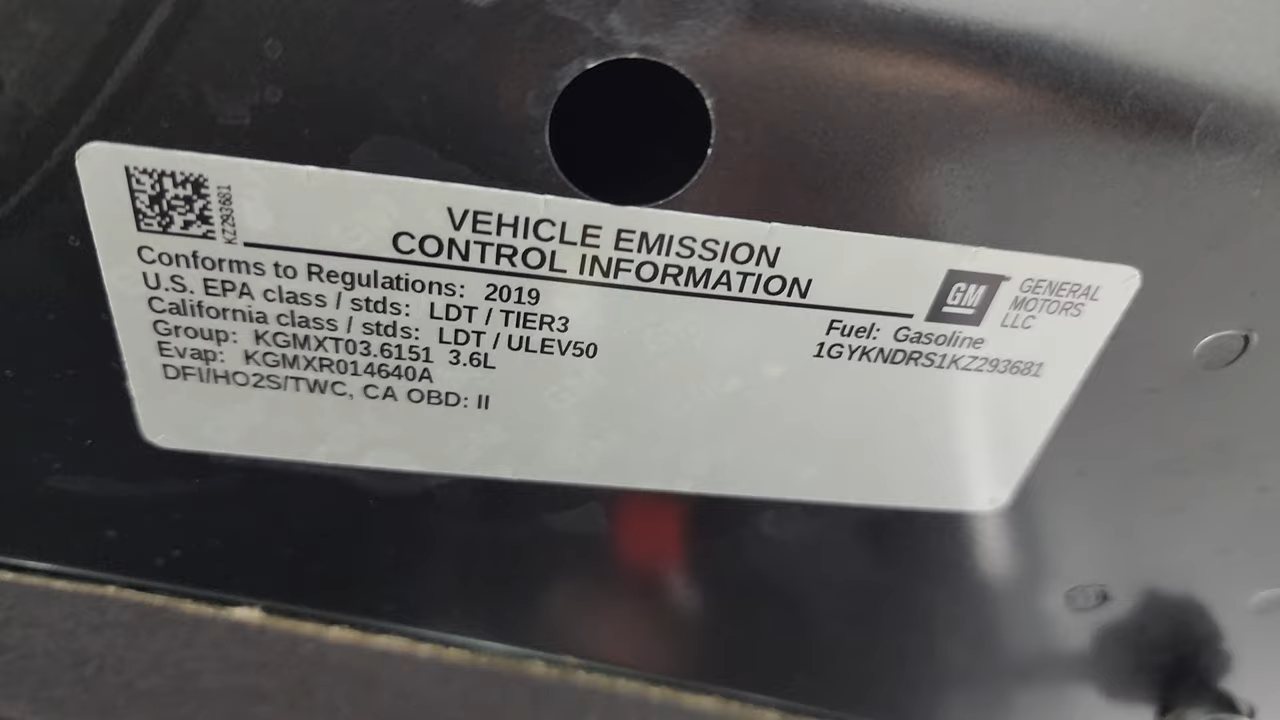 KZ293681
VEHICLE EMISSION
CONTROL INFORMATION
Conforms to Regulations: 2019
U.S. EPA class / stds: LDT / TIER3
California class / stds: LDT / ULEV50
Group: KGMXT03.6151 3.6L
Evap: KGMXR014640A
DFI/HO2S/TWC, CA OBD: II
GM
GENERAL
MOTORS
LLC
Fuel: Gasoline
1GYKNDRS1KZ293681